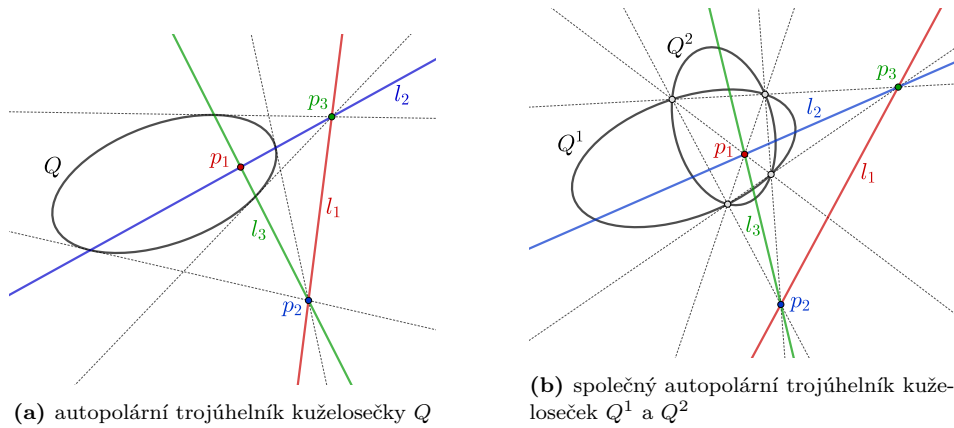 p₃
l₂
Q
p₁
l₁
l₃
p₂
(a) autopolární trojúhelník kuželosečky Q
Q²
p₃
l₂
Q¹
p₁
l₁
l₃
p₂
(b) společný autopolární trojúhelník kuže-
loseček Q¹ a Q²